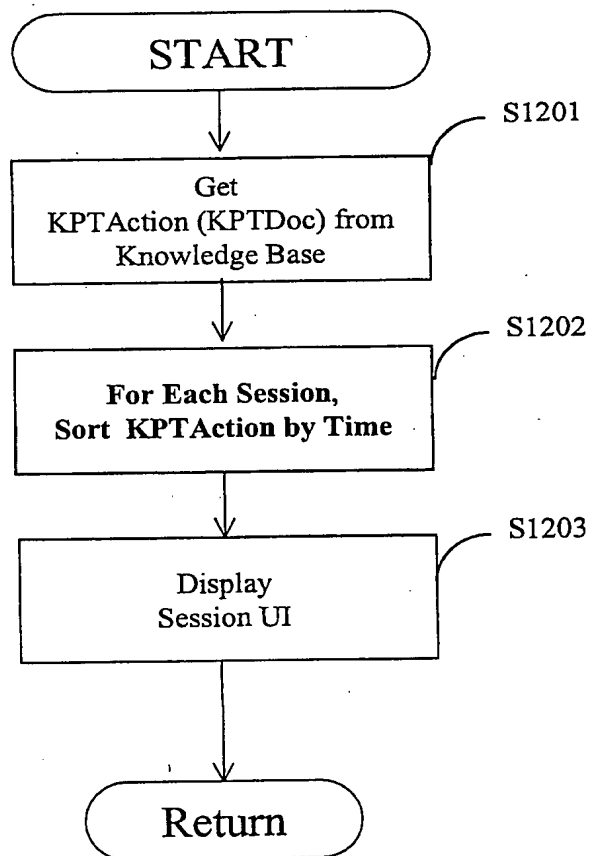 START
S1201
Get
KPTAction (KPTDoc) from
Knowledge Base
S1202
For Each Session,
Sort KPTAction by Time
S1203
Display
Session UI
Return